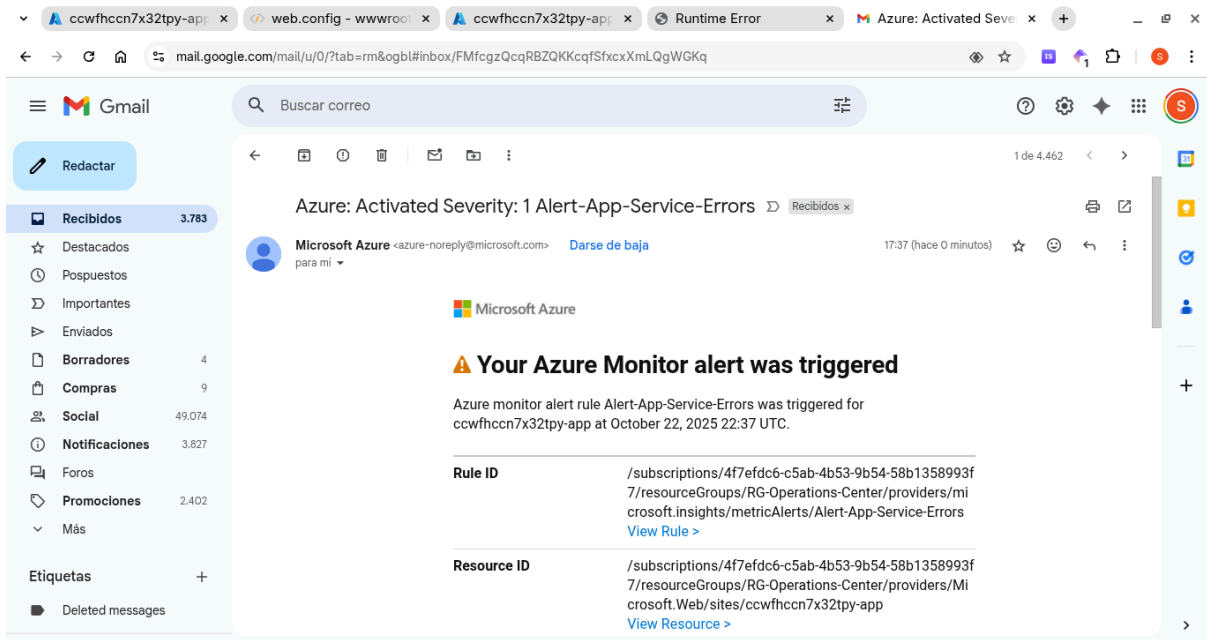 ccwfhccn7x32tpy-app
web.config - wwwroot
ccwfhccn7x32tpy-app
Runtime Error
Azure: Activated Seve
mail.google.com/mail/u/0/?tab=rm&ogbl#inbox/FMfcgzQcqRBZQKKcqfSfxcxXmLQgWGKq
Gmail
Buscar correo
S
Redactar
1 de 4.462
Recibidos 3.783
Destacados
Pospuestos
Importantes
Enviados
Borradores 4
Compras 9
Social 49.074
Notificaciones 3.827
Foros
Promociones 2.402
Más
Etiquetas
Deleted messages
Azure: Activated Severity: 1 Alert-App-Service-Errors
Recibidos ×
Microsoft Azure <azure-noreply@microsoft.com> Darse de baja
17:37 (hace 0 minutos)
para mí
Microsoft Azure
Your Azure Monitor alert was triggered
Azure monitor alert rule Alert-App-Service-Errors was triggered for
ccwfhccn7x32tpy-app at October 22, 2025 22:37 UTC.
Rule ID
/subscriptions/4f7efdc6-c5ab-4b53-9b54-58b1358993f
7/resourceGroups/RG-Operations-Center/providers/mi
crosoft.insights/metricAlerts/Alert-App-Service-Errors
View Rule >
Resource ID
/subscriptions/4f7efdc6-c5ab-4b53-9b54-58b1358993f
7/resourceGroups/RG-Operations-Center/providers/Mi
crosoft.Web/sites/ccwfhccn7x32tpy-app
View Resource >